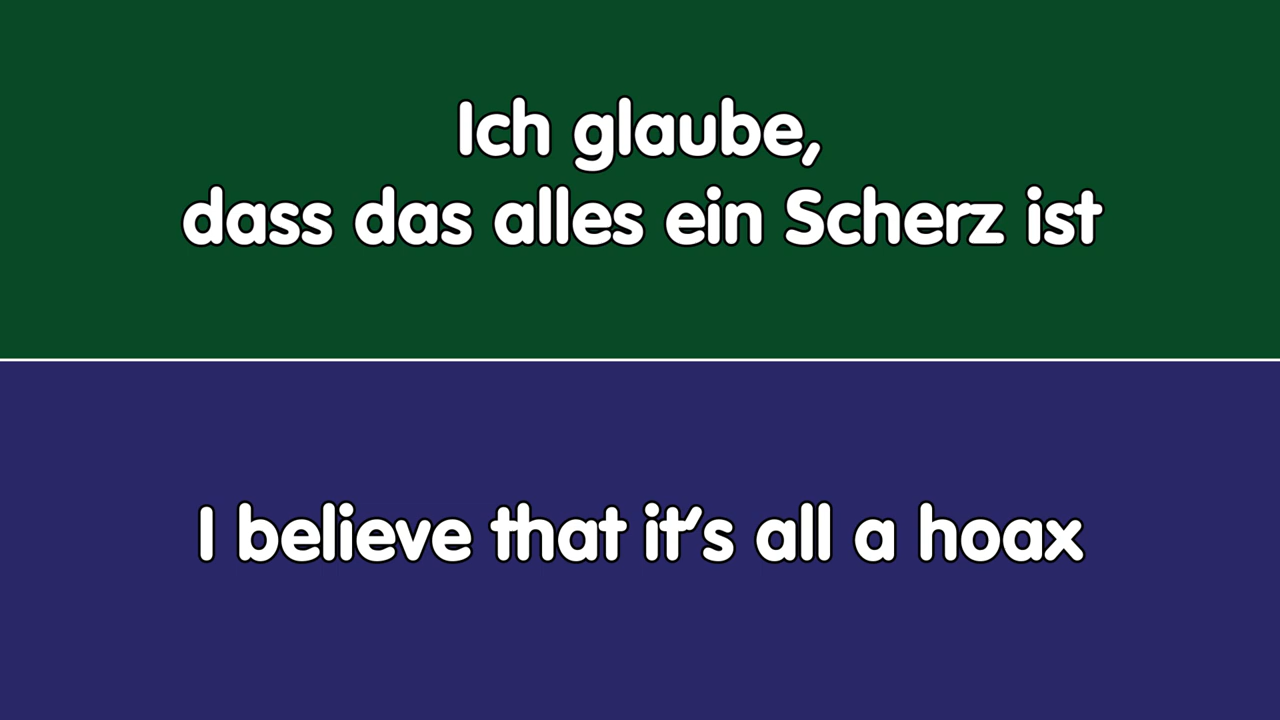 Ich glaube,
dass das alles ein Scherz ist
I believe that it's all a hoax